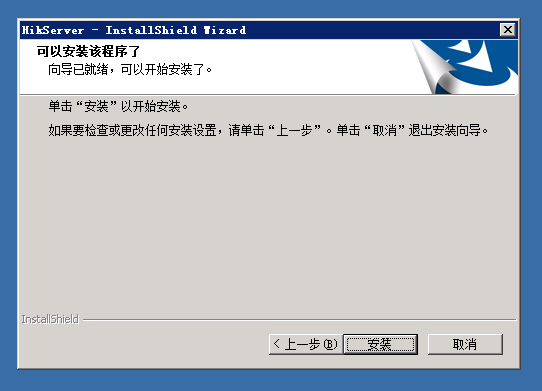 HikServer - InstallShield Wizard
可以安装该程序了
向导已就绪，可以开始安装了。
单击“安装”以开始安装。
如果要检查或更改任何安装设置，请单击“上一步”。单击“取消”退出安装向导。
InstallShield
< 上一步(B) 安装 取消